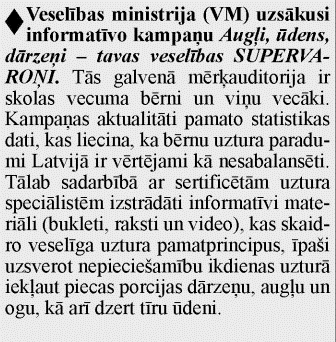 ♦Veselības ministrija (VM) uzsākusi
informatīvo kampaņu Augļi, ūdens,
dārzeņi – tavas veselības SUPERVA-
ROŅI. Tās galvenā mērķauditorija ir
skolas vecuma bērni un viņu vecāki.
Kampaņas aktualitāti pamato statistikas
dati, kas liecina, ka bērnu uztura paradu-
mi Latvijā ir vērtējami kā nesabalansēti.
Tālab sadarbībā ar sertificētām uztura
speciālistēm izstrādāti informatīvi mate-
riāli (bukleti, raksti un video), kas skaid-
ro veselīga uztura pamatprincipus, īpaši
uzsverot nepieciešamību ikdienas uzturā
iekļaut piecas porcijas dārzeņu, augļu un
ogu, kā arī dzert tīru ūdeni.